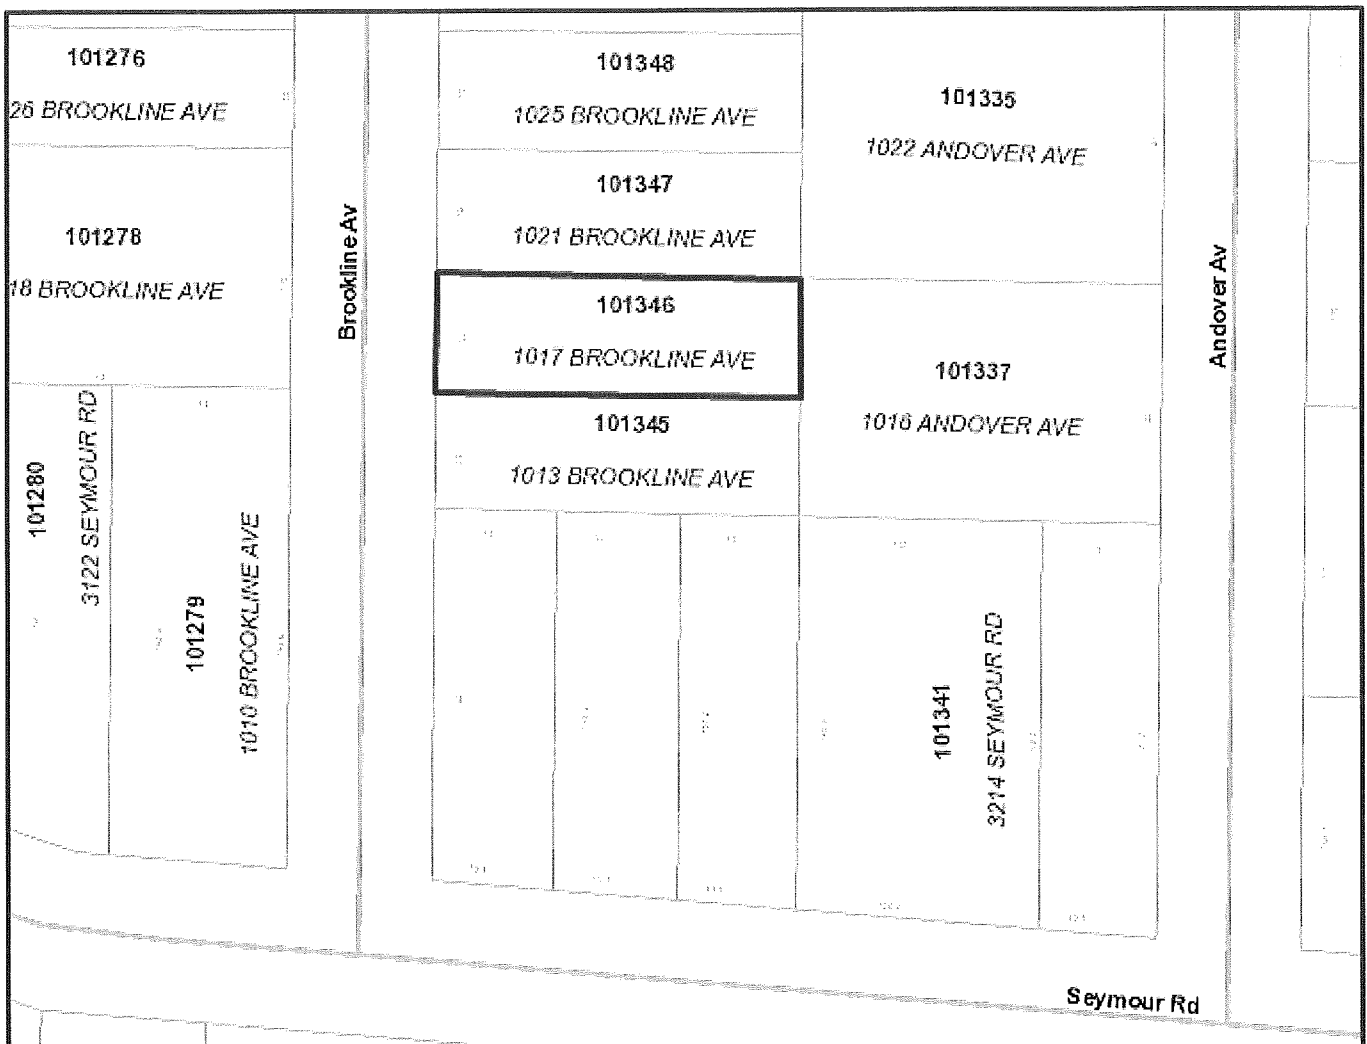 101276
26 BROOKLINE AVE
101348
1025 BROOKLINE AVE
101335
1022 ANDOVER AVE
101347
1021 BROOKLINE AVE
101278
18 BROOKLINE AVE
Brookline Av
Andover Av
101346
1017 BROOKLINE AVE
101337
1016 ANDOVER AVE
101345
1013 BROOKLINE AVE
101280
3122 SEYMOUR RD
101279
1010 BROOKLINE AVE
101341
3214 SEYMOUR RD
Seymour Rd